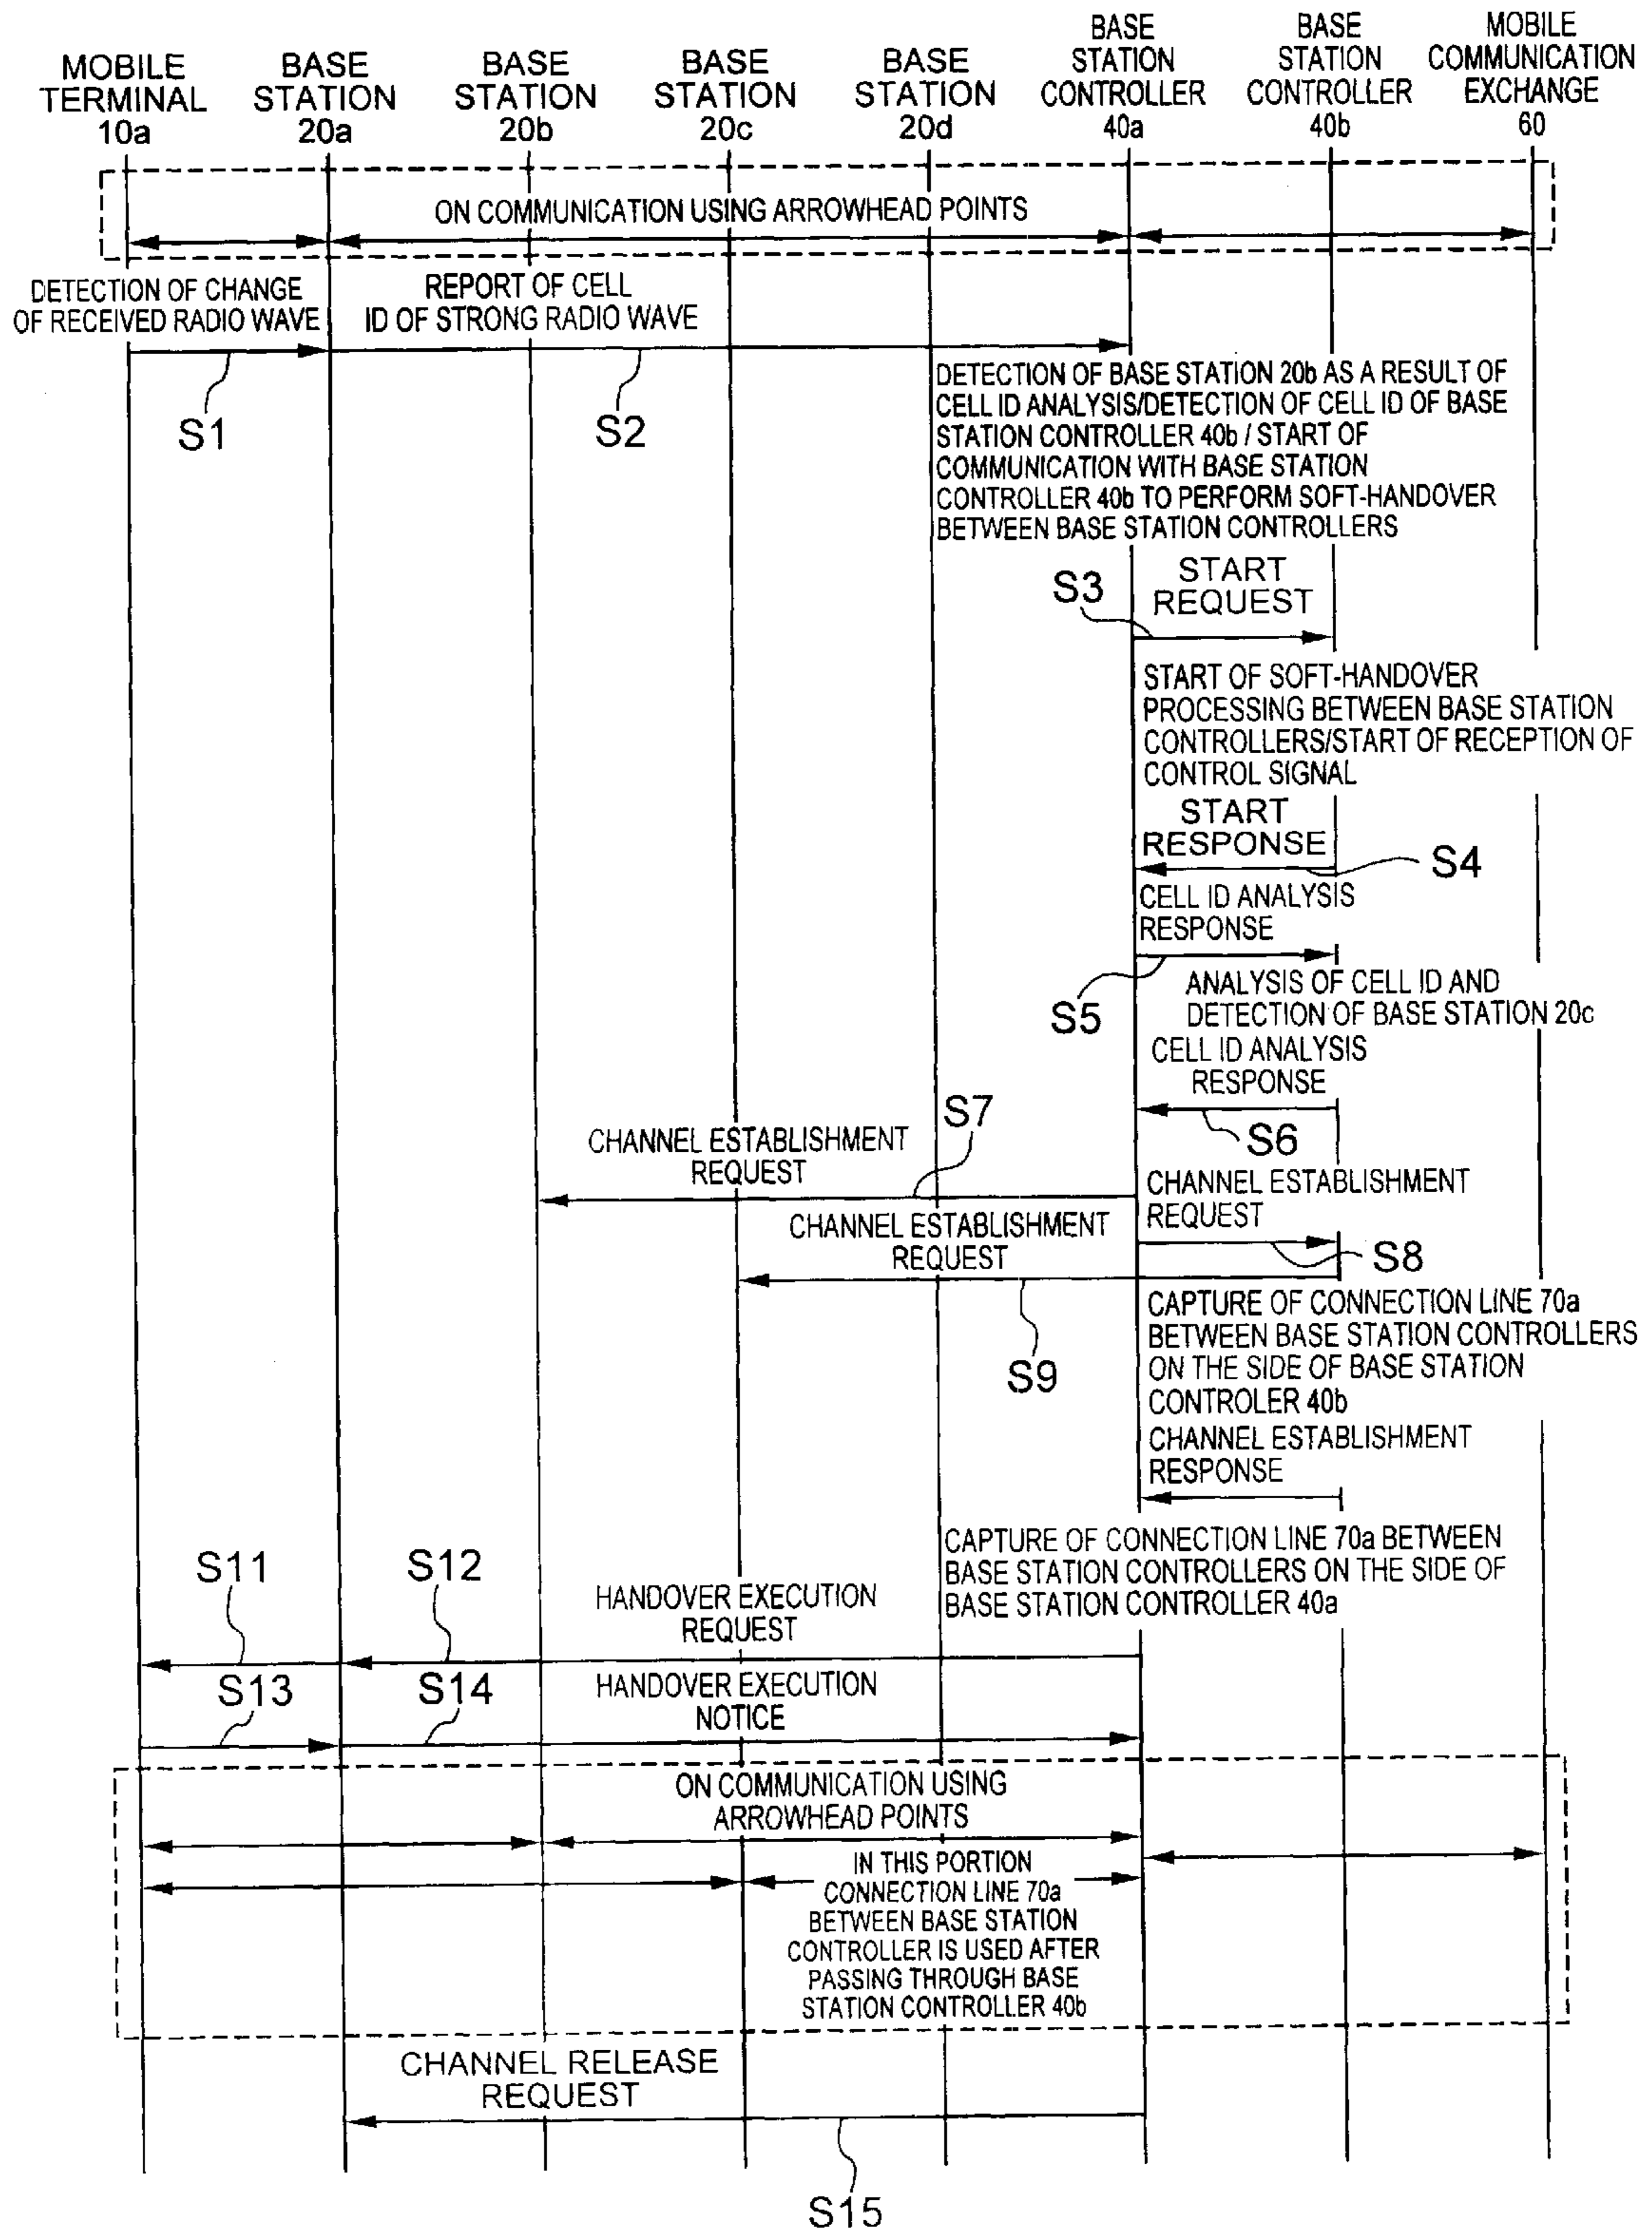 MOBILE
TERMINAL
10a
BASE
STATION
20a
BASE
STATION
20b
BASE
STATION
20c
BASE
STATION
20d
BASE
STATION
CONTROLLER
40a
BASE
STATION
CONTROLLER
40b
MOBILE
COMMUNICATION
EXCHANGE
60
ON COMMUNICATION USING ARROWHEAD POINTS
DETECTION OF CHANGE
OF RECEIVED RADIO WAVE
REPORT OF CELL
ID OF STRONG RADIO WAVE
S1
S2
DETECTION OF BASE STATION 20b AS A RESULT OF
CELL ID ANALYSIS/DETECTION OF CELL ID OF BASE
STATION CONTROLLER 40b / START OF
COMMUNICATION WITH BASE STATION
CONTROLLER 40b TO PERFORM SOFT-HANDOVER
BETWEEN BASE STATION CONTROLLERS
S3
START
REQUEST
START OF SOFT-HANDOVER
PROCESSING BETWEEN BASE STATION
CONTROLLERS/START OF RECEPTION OF
CONTROL SIGNAL
START
RESPONSE
S4
CELL ID ANALYSIS
RESPONSE
S5
ANALYSIS OF CELL ID AND
DETECTION OF BASE STATION 20c
CELL ID ANALYSIS
RESPONSE
S6
S7
CHANNEL ESTABLISHMENT
REQUEST
CHANNEL ESTABLISHMENT
REQUEST
S8
CHANNEL ESTABLISHMENT
REQUEST
S9
CAPTURE OF CONNECTION LINE 70a
BETWEEN BASE STATION CONTROLLERS
ON THE SIDE OF BASE STATION
CONTROLER 40b
CHANNEL ESTABLISHMENT
RESPONSE
CAPTURE OF CONNECTION LINE 70a BETWEEN
BASE STATION CONTROLLERS ON THE SIDE OF
BASE STATION CONTROLLER 40a
S11
S12
HANDOVER EXECUTION
REQUEST
S13
S14
HANDOVER EXECUTION
NOTICE
ON COMMUNICATION USING
ARROWHEAD POINTS
IN THIS PORTION
CONNECTION LINE 70a
BETWEEN BASE STATION
CONTROLLER IS USED AFTER
PASSING THROUGH BASE
STATION CONTROLLER 40b
CHANNEL RELEASE
REQUEST
S15